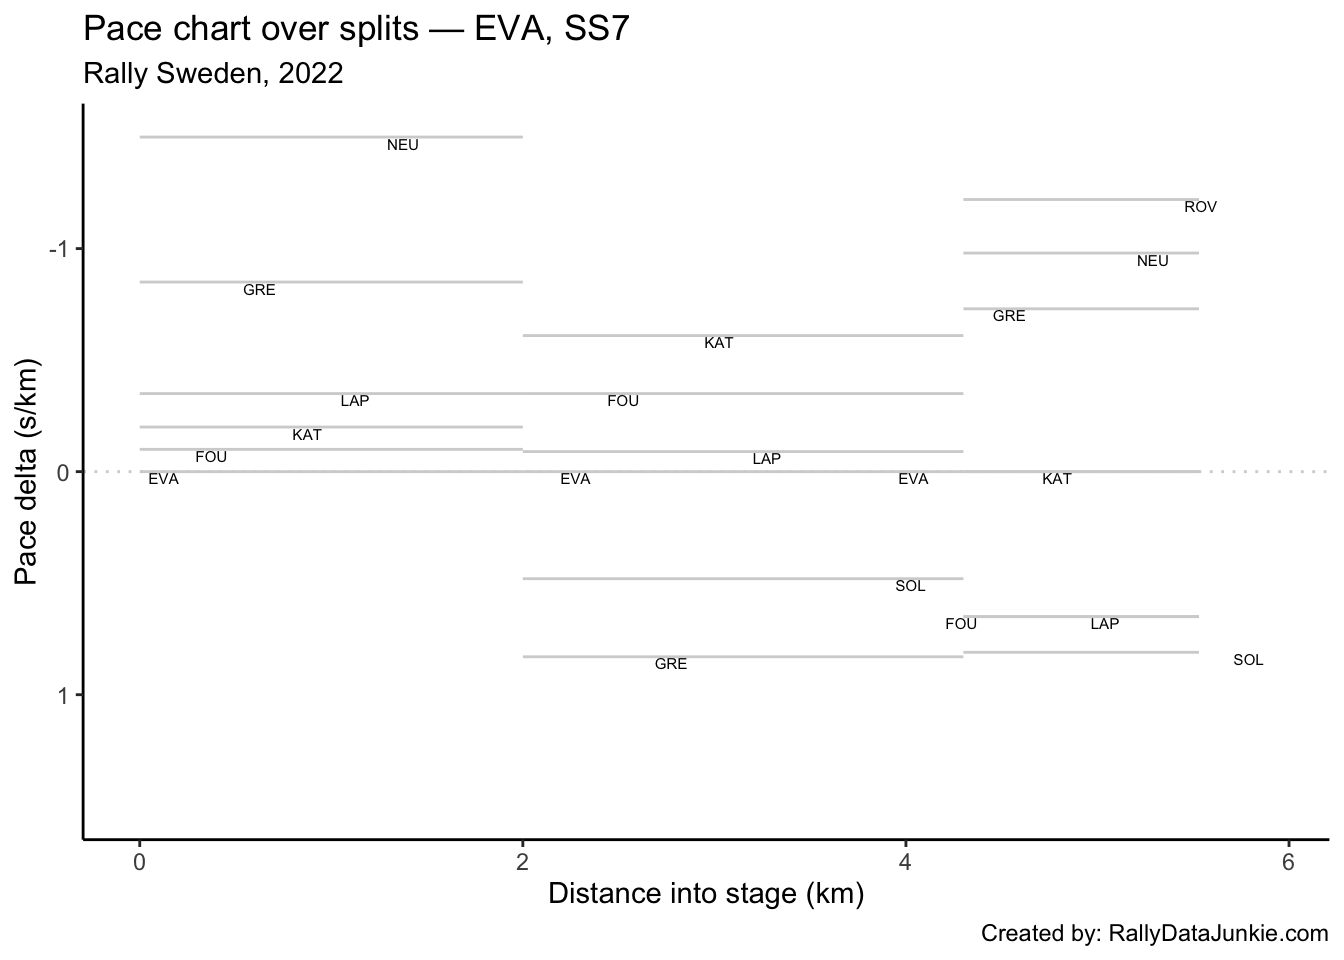 Pace chart over splits — EVA, SS7
Rally Sweden, 2022
NEU
ROV
-1
NEU
GRE
GRE
KAT
LAP
FOU
KAT
FOU
LAP
0
EVA
EVA
EVA
KAT
SOL
FOU
LAP
GRE
SOL
1
Pace delta (s/km)
0
2
4
6
Distance into stage (km)
Created by: RallyDataJunkie.com